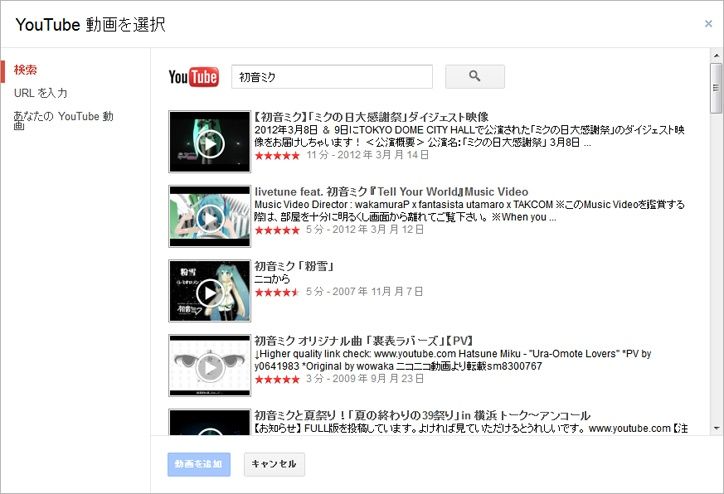 YouTube 動画を選択
×
検索
URL を入力
あなたの YouTube 動
画
YouTube
初音ミク
【初音ミク】「ミクの日大感謝祭」ダイジェスト映像
2012年3月8日 & 9日にTOKYO DOME CITY HALLで公演された「ミクの日大感謝祭」のダイジェスト映
像をお届けしちゃいます! <公演概要> 公演名:「ミクの日大感謝祭」 3月8日 ...
11 分 - 2012 年 3月 月 14日
livetune feat. 初音ミク 『Tell Your World』Music Video
Music Video Director : wakamuraP x fantasista utamaro x TAKCOM ※このMusic Videoを鑑賞する
際は、部屋を十分に明るくし画面から離れてご覧下さい。 ※When you ...
5 分 - 2012 年 3月 月 12日
粉雪
初音ミク 「粉雪」
ニコから
5 分 - 2007 年 11月 月 7日
初音ミク オリジナル曲 「裏表ラバーズ」【PV】
↓Higher quality link check: www.youtube.com Hatsune Miku - "Ura-Omote Lovers" *PV by
y0641983 *Original by wowaka ニコニコ動画より転載sm8300767
3 分 - 2009 年 9月 月 23日
初音ミクと夏祭り!「夏の終わりの39祭り」 in 横浜 トーク~アンコール
【お知らせ】 FULL版を投稿しています。よければ見ていただけるとうれしいです。 www.youtube.com 【注
動画を追加
キャンセル